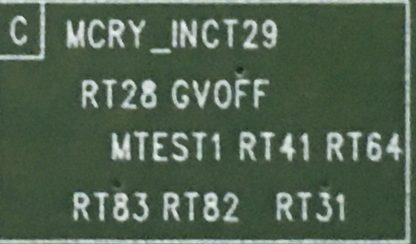 C MCRY_INCT29
RT28 GVOFF
MTEST1 RT41 RT64
RT83 RT82 RT31